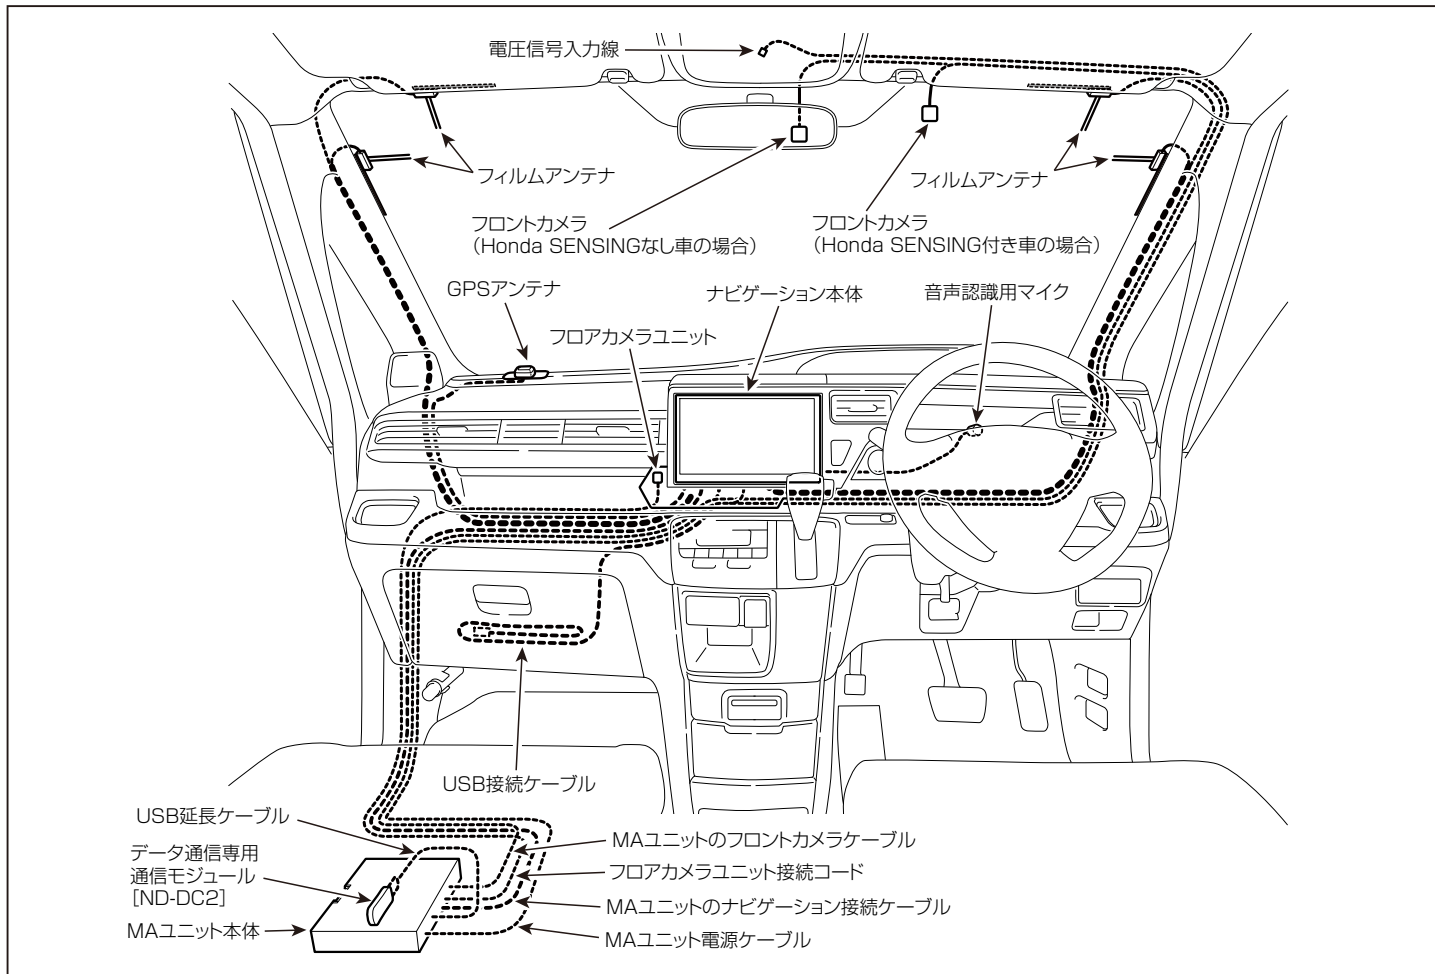 電圧信号入力線
フィルムアンテナ
フィルムアンテナ
フロントカメラ
（Honda SENSINGなし車の場合）
フロントカメラ
（Honda SENSING付き車の場合）
GPSアンテナ
ナビゲーション本体
音声認識用マイク
フロアカメラユニット
USB接続ケーブル
USB延長ケーブル
データ通信専用
通信モジュール
[ND-DC2]
MAユニット本体
MAユニットのフロントカメラケーブル
フロアカメラユニット接続コード
MAユニットのナビゲーション接続ケーブル
MAユニット電源ケーブル